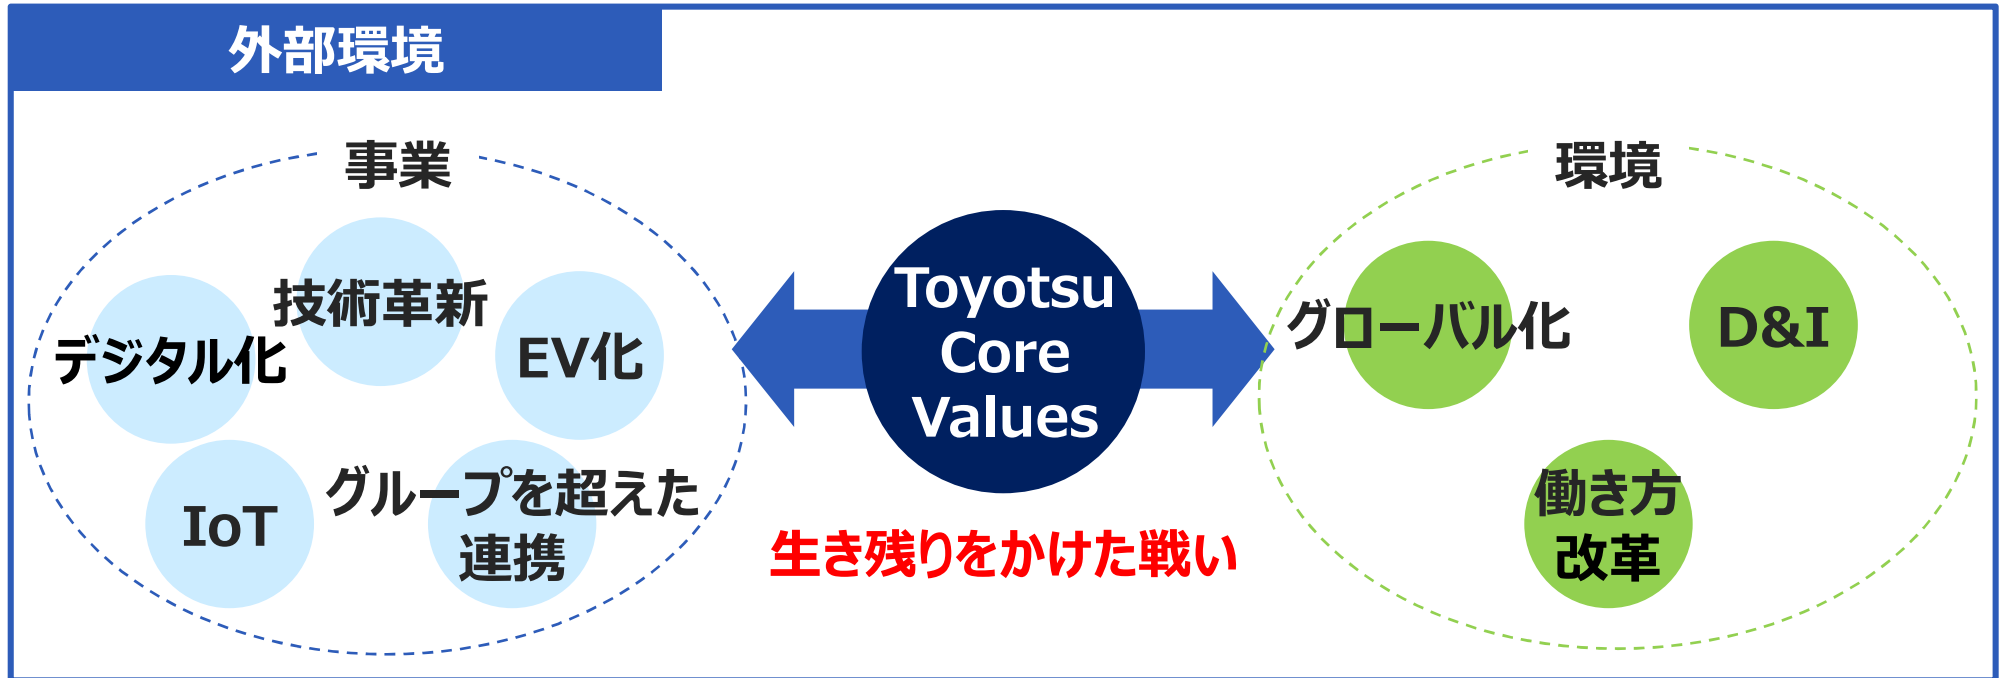 外部環境
事業
技術革新
デジタル化
EV化
IoT
グループを超えた
連携
Toyotsu
Core
Values
生き残りをかけた戦い
環境
グローバル化
D&I
働き方
改革